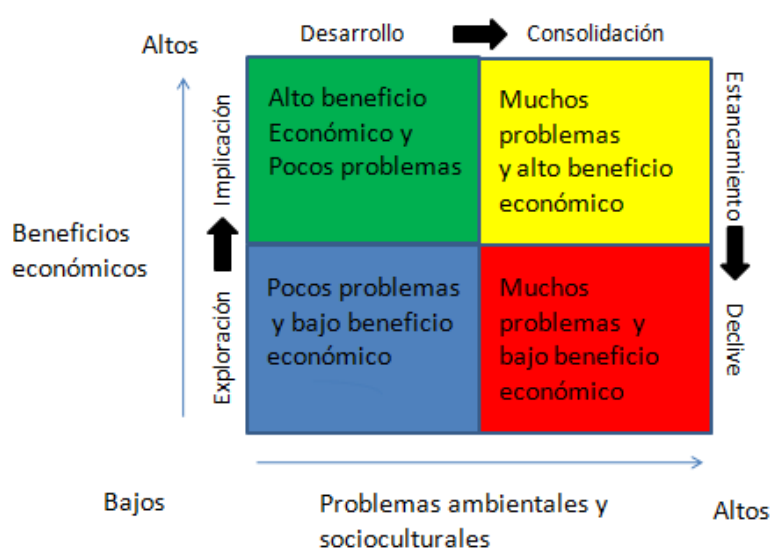 Altos
Desarrollo
Consolidación
Implicación
Exploración
Alto beneficio
Económico y
Pocos problemas
Muchos
problemas
y alto beneficio
económico
Estancamiento
Declive
Beneficios
económicos
Pocos problemas
y bajo beneficio
económico
Muchos
problemas y
bajo beneficio
económico
Bajos
Problemas ambientales y
socioculturales
Altos